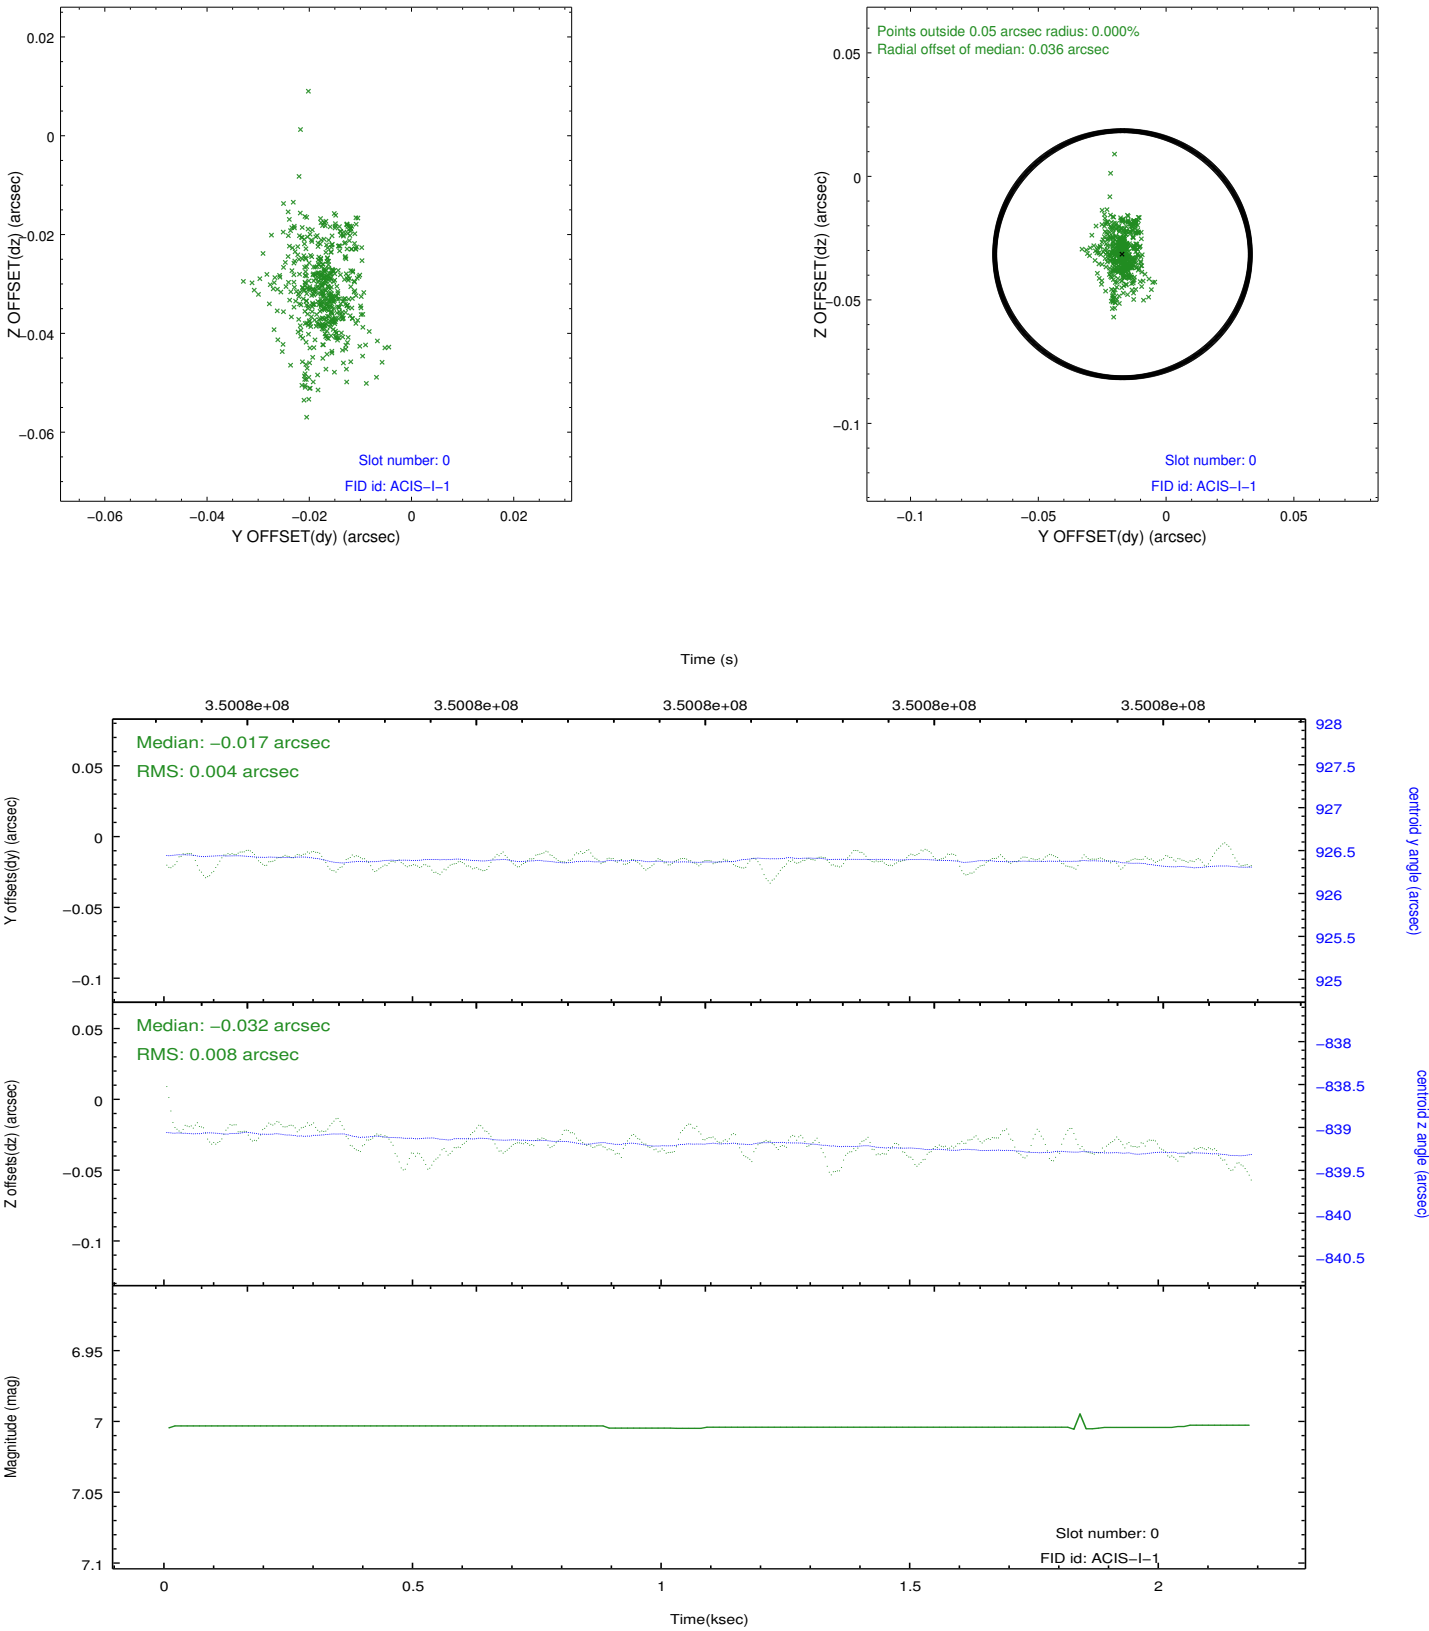 0.02
0
−0.02
−0.04
−0.06
Z OFFSET(dz) (arcsec)
Slot number: 0
FID id: ACIS−I−1
−0.06 −0.04 −0.02 0 0.02
Y OFFSET(dy) (arcsec)
Points outside 0.05 arcsec radius: 0.000%
Radial offset of median: 0.036 arcsec
0.05
0
−0.05
−0.1
Z OFFSET(dz) (arcsec)
Slot number: 0
FID id: ACIS−I−1
−0.1 −0.05 0 0.05
Y OFFSET(dy) (arcsec)
Time (s)
3.5008e+08 3.5008e+08 3.5008e+08 3.5008e+08 3.5008e+08
Median: −0.017 arcsec
RMS: 0.004 arcsec
0.05
0
−0.05
−0.1
Y offsets(dy) (arcsec)
928
927.5
927
926.5
926
925.5
925
centroid y angle (arcsec)
Median: −0.032 arcsec
RMS: 0.008 arcsec
0.05
0
−0.05
−0.1
Z offsets(dz) (arcsec)
−838
−838.5
−839
−839.5
−840
−840.5
centroid z angle (arcsec)
6.95
7
7.05
7.1
Magnitude (mag)
Slot number: 0
FID id: ACIS−I−1
0 0.5 1 1.5 2
Time(ksec)